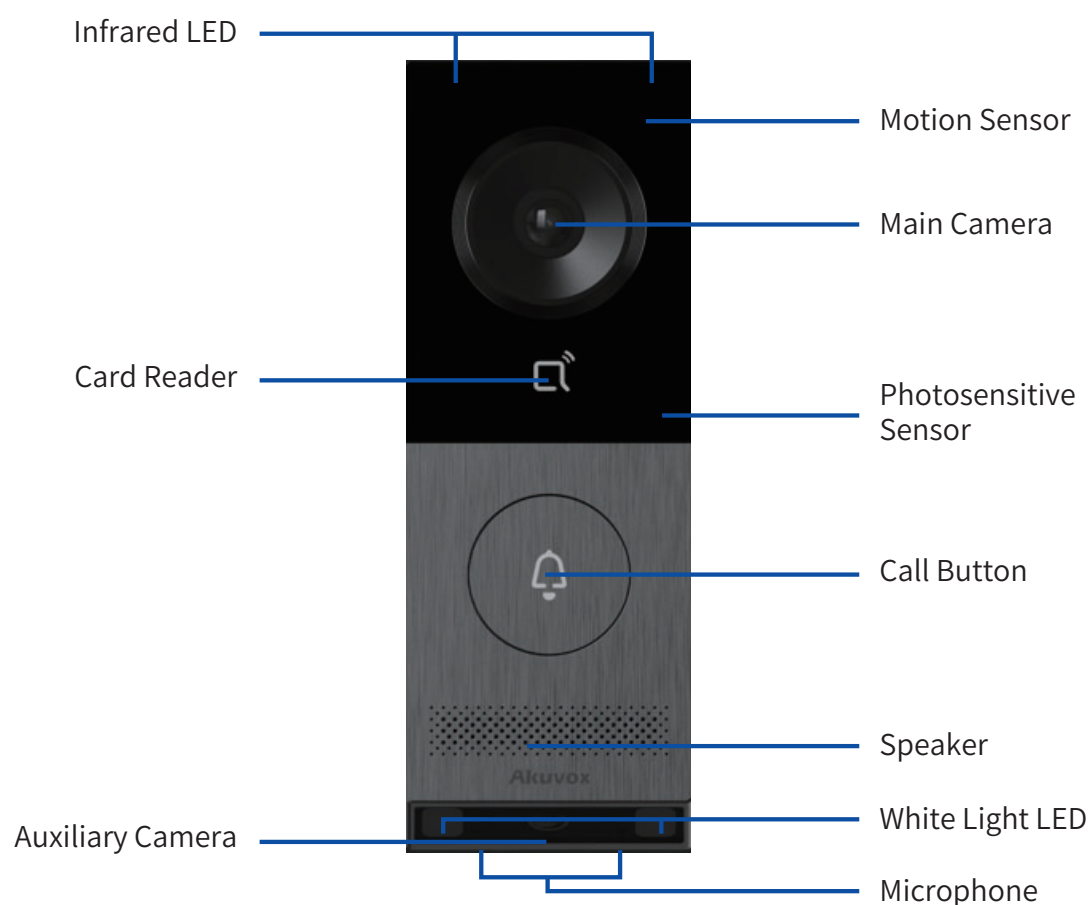 Infrared LED
Motion Sensor
Main Camera
Card Reader
Photosensitive
Sensor
Call Button
Speaker
Akuvox
White Light LED
Auxiliary Camera
Microphone